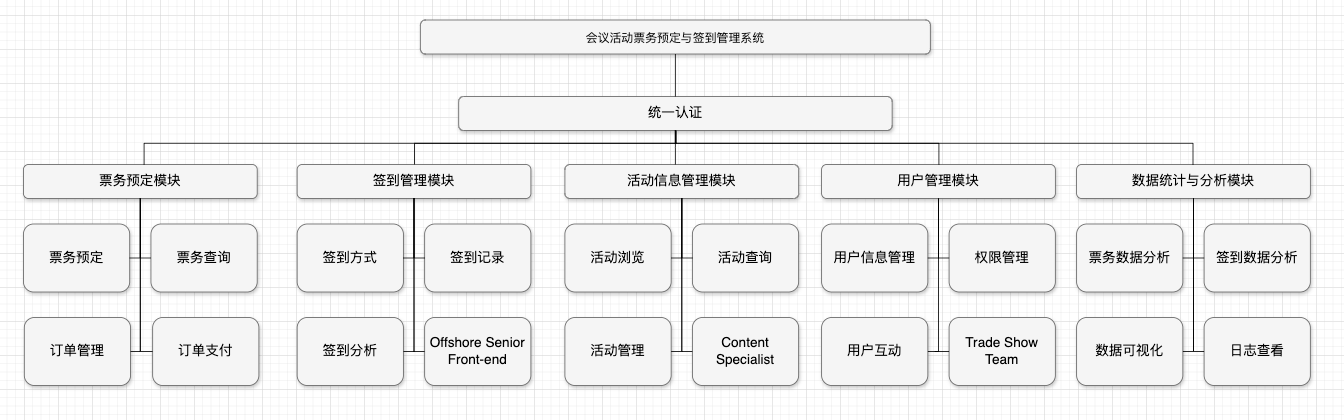 会议活动票务预定与签到管理系统
统一认证
票务预定模块
签到管理模块
活动信息管理模块
用户管理模块
数据统计与分析模块
票务预定
票务查询
签到方式
签到记录
活动浏览
活动查询
用户信息管理
权限管理
票务数据分析
签到数据分析
订单管理
订单支付
签到分析
Offshore Senior
Front-end
活动管理
Content
Specialist
用户互动
Trade Show
Team
数据可视化
日志查看